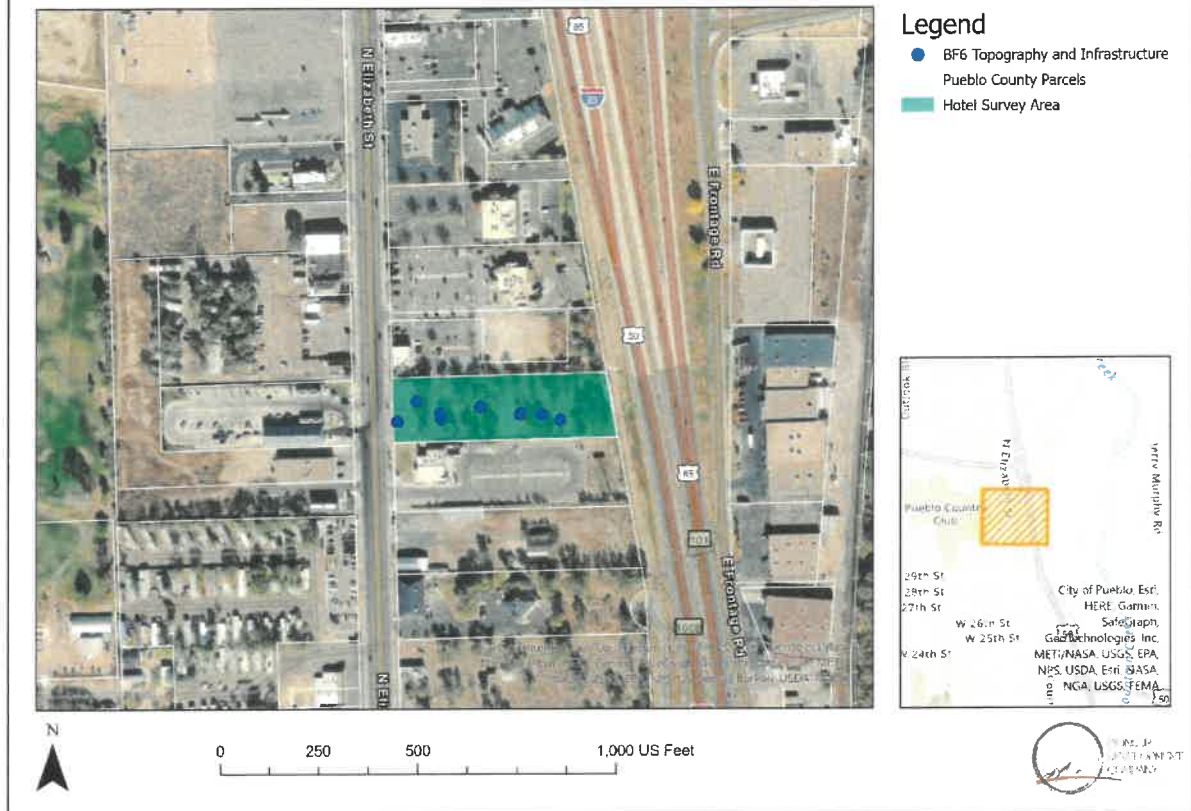 Legend
BF6 Topography and Infrastructure
Pueblo County Parcels
Hotel Survey Area
N Elizabeth St
85
E Frontage Rd
50
85
101
E Frontage Rd
N Eli
N Elizab
Jerry Murphy Rd
Pueblo Country
Club
29th St
28th St
27th St
W 26th St
W 25th St
W 24th St
City of Pueblo, Esri,
HERE, Garmin,
SafeGraph,
GeoTechnologies, Inc,
METI/NASA, USGS, EPA,
NPS, USDA, Esri, NASA,
NGA, USGS, FEMA
50
N
0 250 500 1,000 US Feet
COMPANY